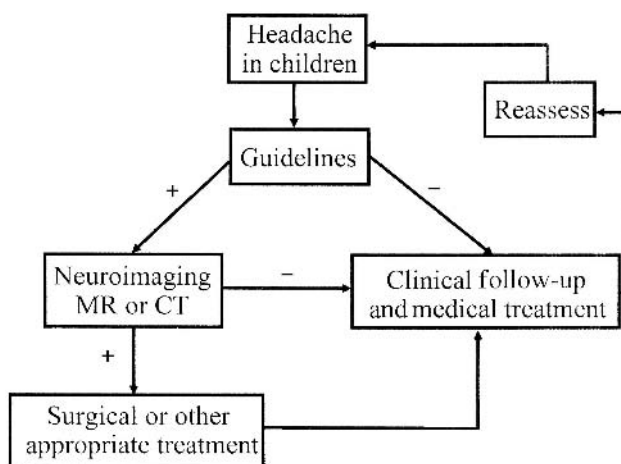 Headache
in children
Reassess
Guidelines
+
−
Neuroimaging
MR or CT
−
Clinical follow-up
and medical treatment
+
Surgical or other
appropriate treatment